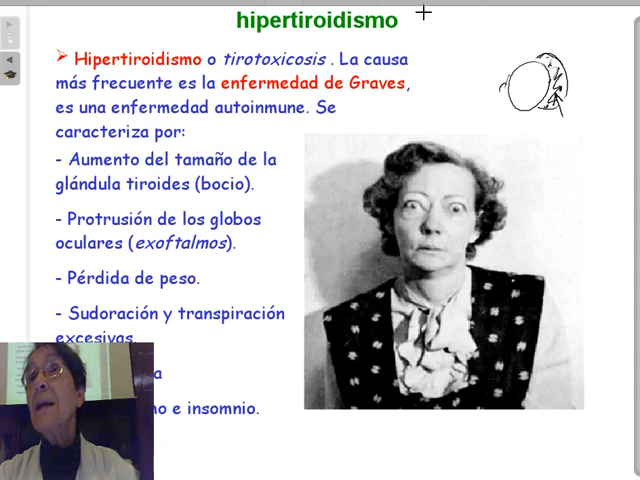 hipertiroidismo
Hipertiroidismo o tirotoxicosis . La causa
más frecuente es la enfermedad de Graves,
es una enfermedad autoinmune. Se
caracteriza por:
- Aumento del tamaño de la
glándula tiroides (bocio).
- Protrusión de los globos
oculares (exoftalmos).
- Pérdida de peso.
- Sudoración y transpiración
excesivas.
e insomnio.